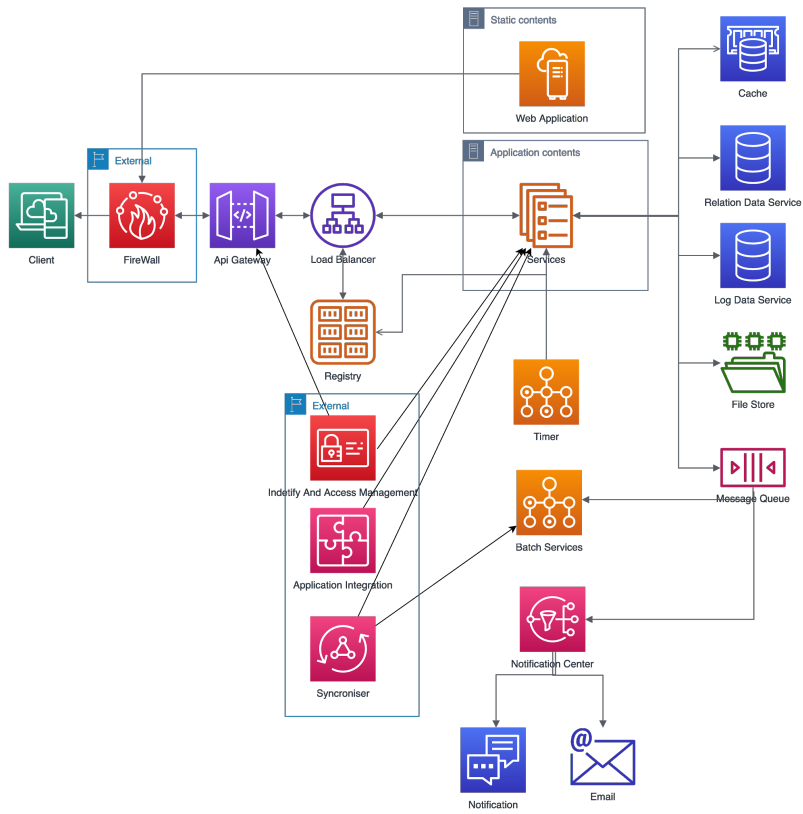 Static contents
Web Application
Cache
Application contents
External
Relation Data Service
Client
FireWall
Api Gateway
Load Balancer
Services
Log Data Service
Registry
File Store
External
Timer
Indetify And Access Management
Message Queue
Batch Services
Application Integration
Notification Center
Syncroniser
@
Notification
Email